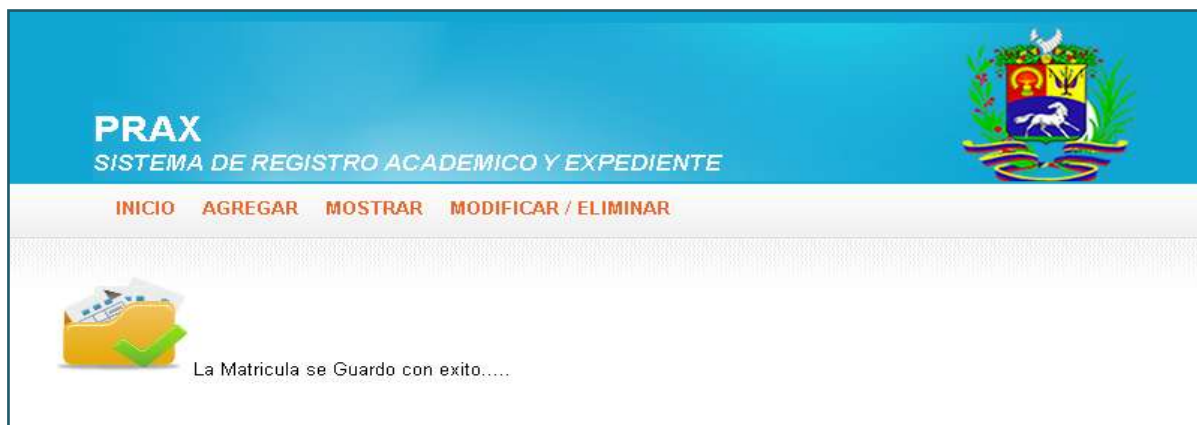 PRAX
SISTEMA DE REGISTRO ACADEMICO Y EXPEDIENTE
INICIO AGREGAR MOSTRAR MODIFICAR / ELIMINAR
La Matricula se Guardo con exito.....